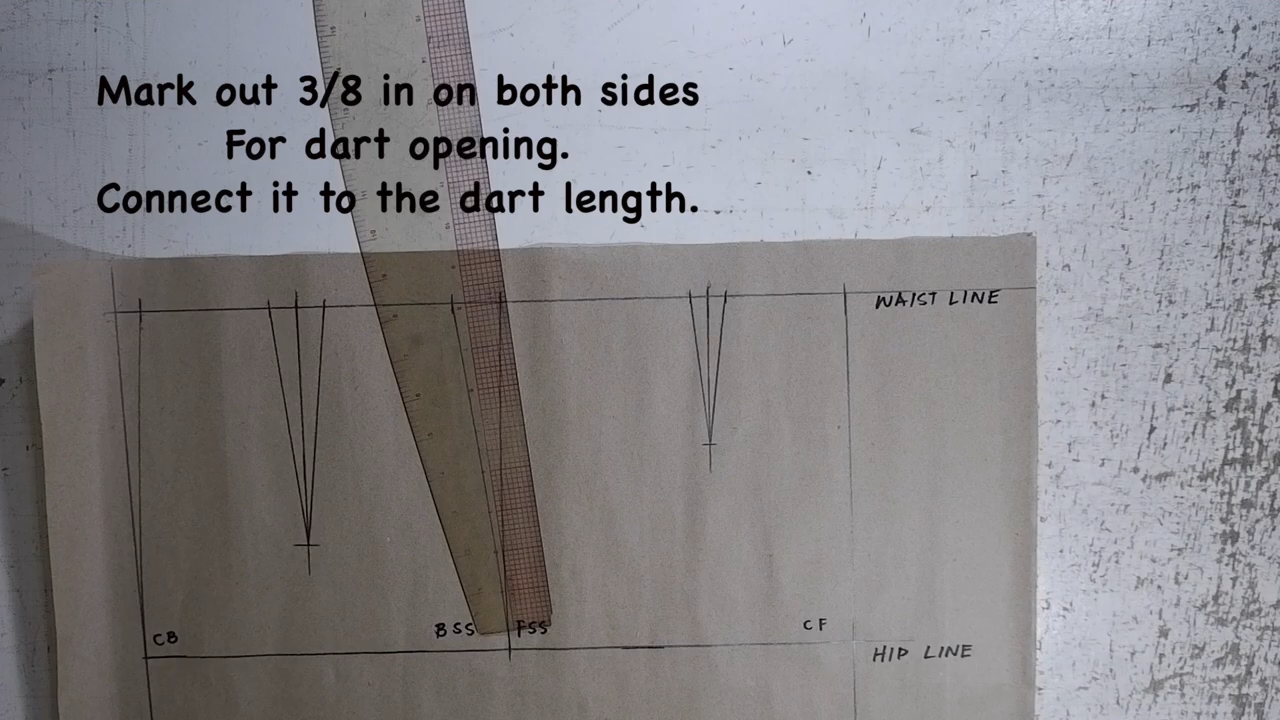 Mark out 3/8 in on both sides
For dart opening.
Connect it to the dart length.
WAIST LINE
CB
BSS
FSS
CF
HIP LINE